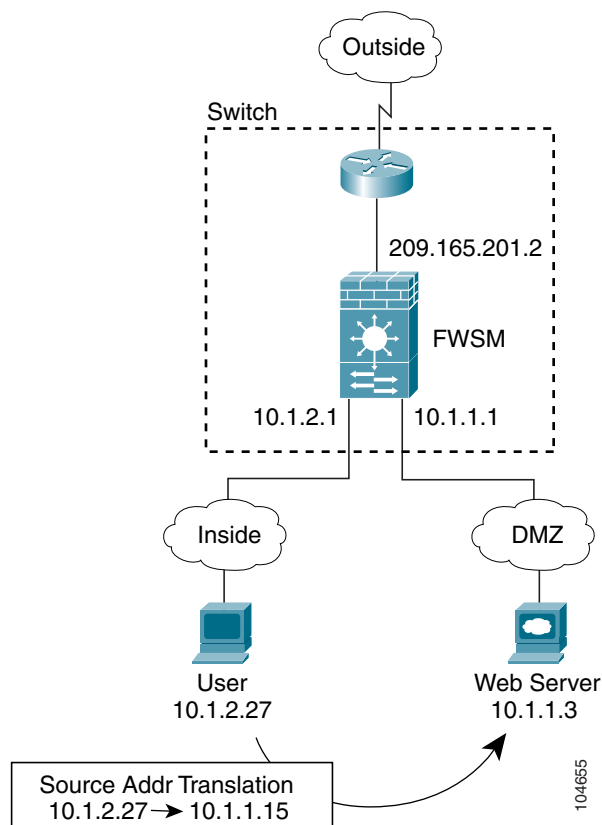 Outside
Switch
209.165.201.2
FWSM
10.1.2.1
10.1.1.1
Inside
DMZ
User
10.1.2.27
Web Server
10.1.1.3
Source Addr Translation
10.1.2.27 → 10.1.1.15
104655